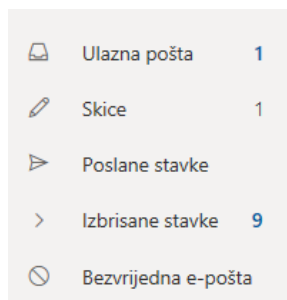 Ulazna pošta 1
Skice 1
Poslane stavke
Izbrisane stavke 9
Bezvrijedna e-pošta